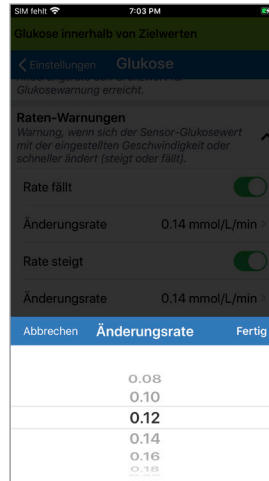 SIM fehlt 7:03 PM
Glukose innerhalb von Zielwerten
Einstellungen Glukose
Glukosewarnung erreicht.
Raten-Warnungen
Warnung, wenn sich der Sensor-Glukosewert
mit der eingestellten Geschwindigkeit oder
schneller ändert (steigt oder fällt).
Rate fällt
Änderungsrate 0.14 mmol/L/min
Rate steigt
Änderungsrate 0.14 mmol/L/min
Abbrechen Änderungsrate Fertig
0.08
0.10
0.12
0.14
0.16
0.18